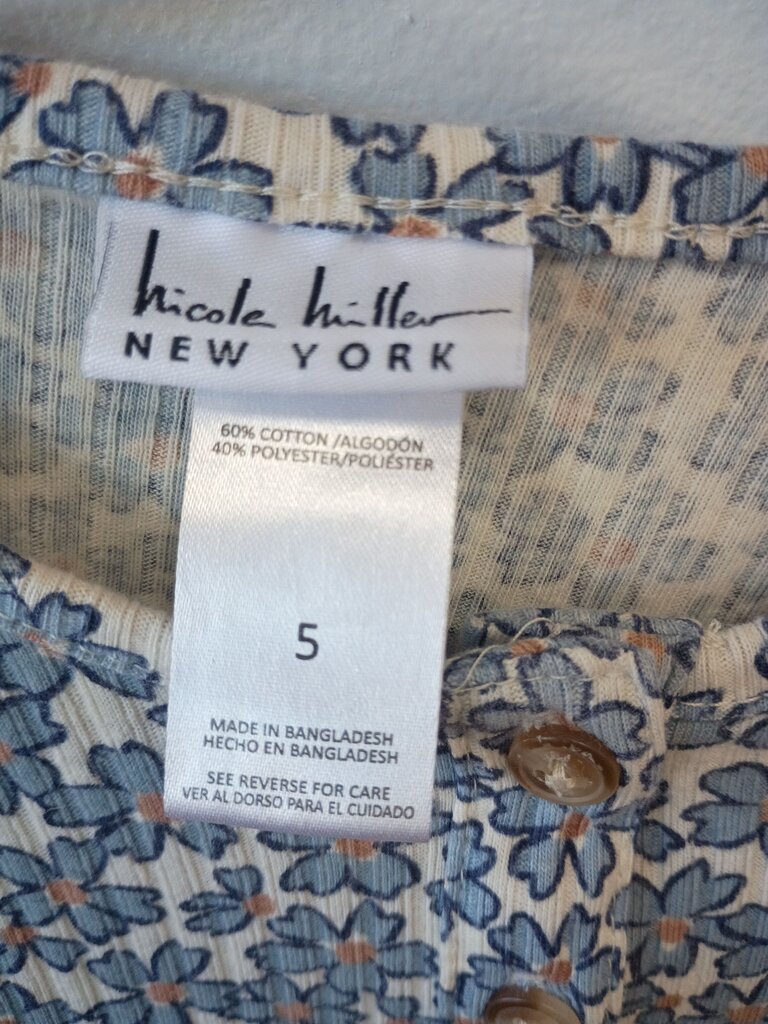 nicole miller
NEW YORK
60% COTTON /ALGODÓN
40% POLYESTER/POLIÉSTER
5
MADE IN BANGLADESH
HECHO EN BANGLADESH
SEE REVERSE FOR CARE
VER AL DORSO PARA EL CUIDADO